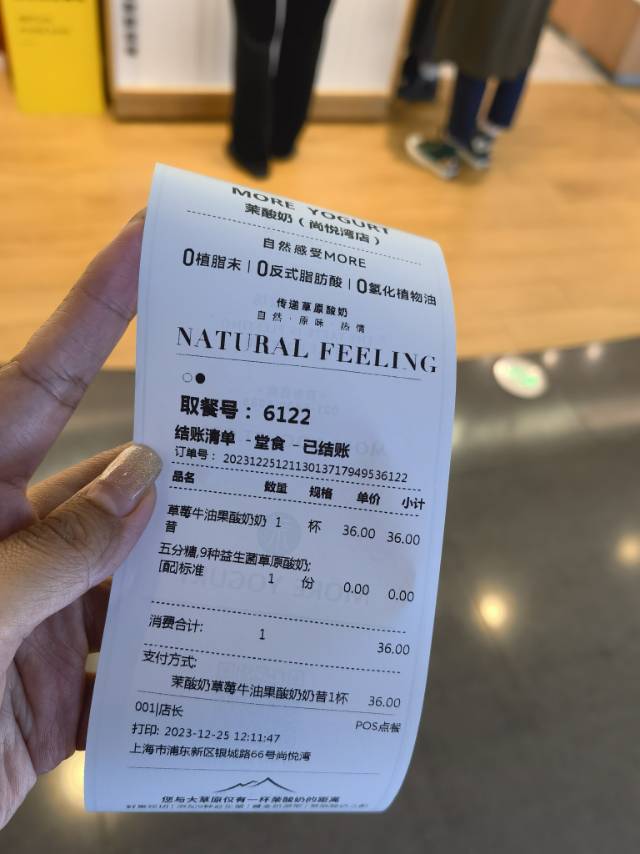 MORE YOGURT
茉酸奶（尚悦湾店）
自然感受MORE
0植脂末 | 0反式脂肪酸 | 0氢化植物油
传递草原酸奶
自然·原味 热情
NATURAL FEELING
取餐号： 6122
结账清单 -堂食 -已结账
订单号： 20231225121130137179495361​22
品名 数量 规格 单价 小计
草莓牛油果酸奶奶 1 杯 36.00 36.00
昔
五分糖,9种益生菌草原酸奶;
[配]标准 1 份 0.00 0.00
消费合计: 1 36.00
支付方式:
茉酸奶草莓牛油果酸奶奶昔1杯 36.00
001|店长 POS点餐
打印: 2023-12-25 12:11:47
上海市浦东新区银城路66号尚悦湾
您与大草原仅有一杯茉酸奶的距离